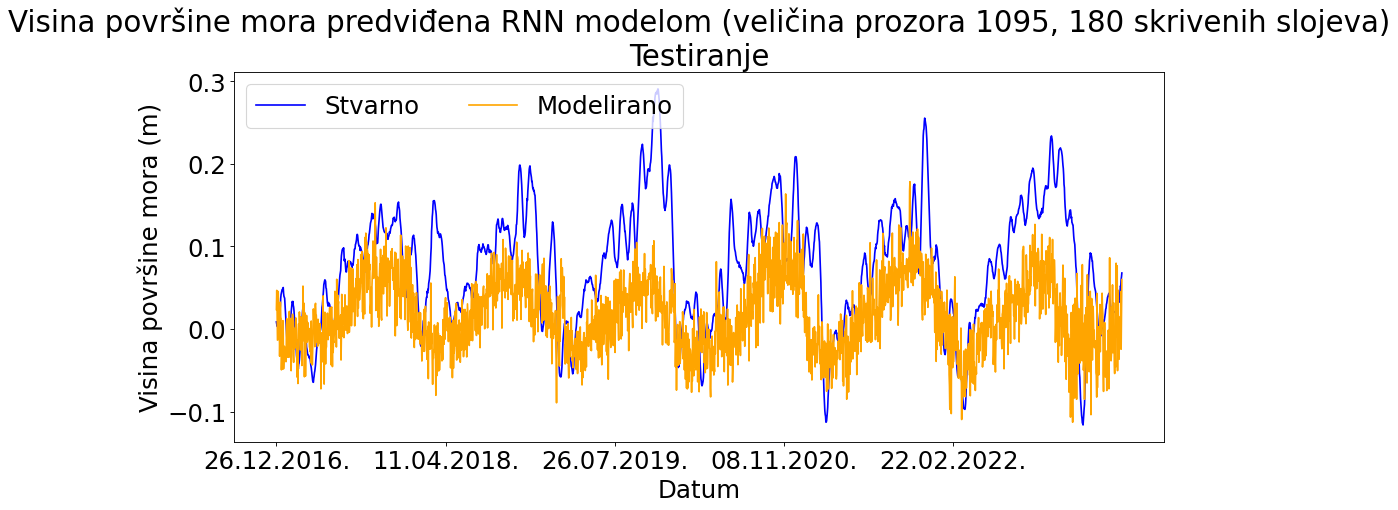 Visina površine mora predviđena RNN modelom (veličina prozora 1095, 180 skrivenih slojeva)
Testiranje
Stvarno
Modelirano
Visina površine mora (m)
0.3
0.2
0.1
0.0
−0.1
26.12.2016.
11.04.2018.
26.07.2019.
08.11.2020.
22.02.2022.
Datum